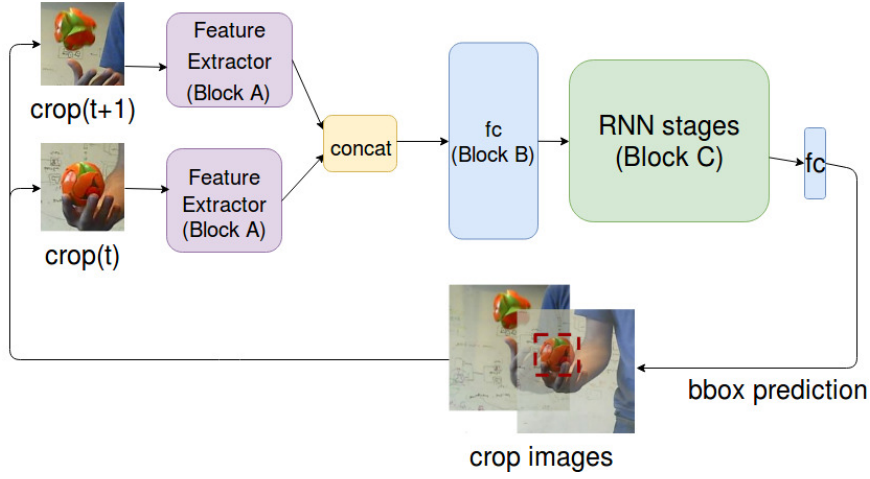 Feature
Extractor
(Block A)
crop(t+1)
concat
fc
(Block B)
RNN stages
(Block C)
fc
Feature
Extractor
(Block A)
crop(t)
bbox prediction
crop images